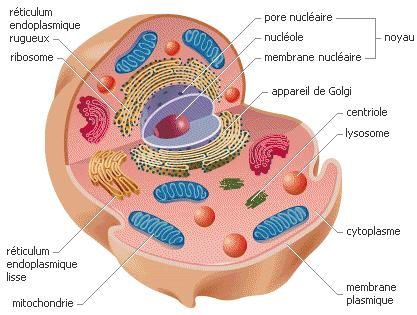 réticulum
endoplasmique
rugueux
ribosome
pore nucléaire
nucléole
membrane nucléaire
noyau
appareil de Golgi
centriole
lysosome
cytoplasme
membrane
plasmique
réticulum
endoplasmique
lisse
mitochondrie